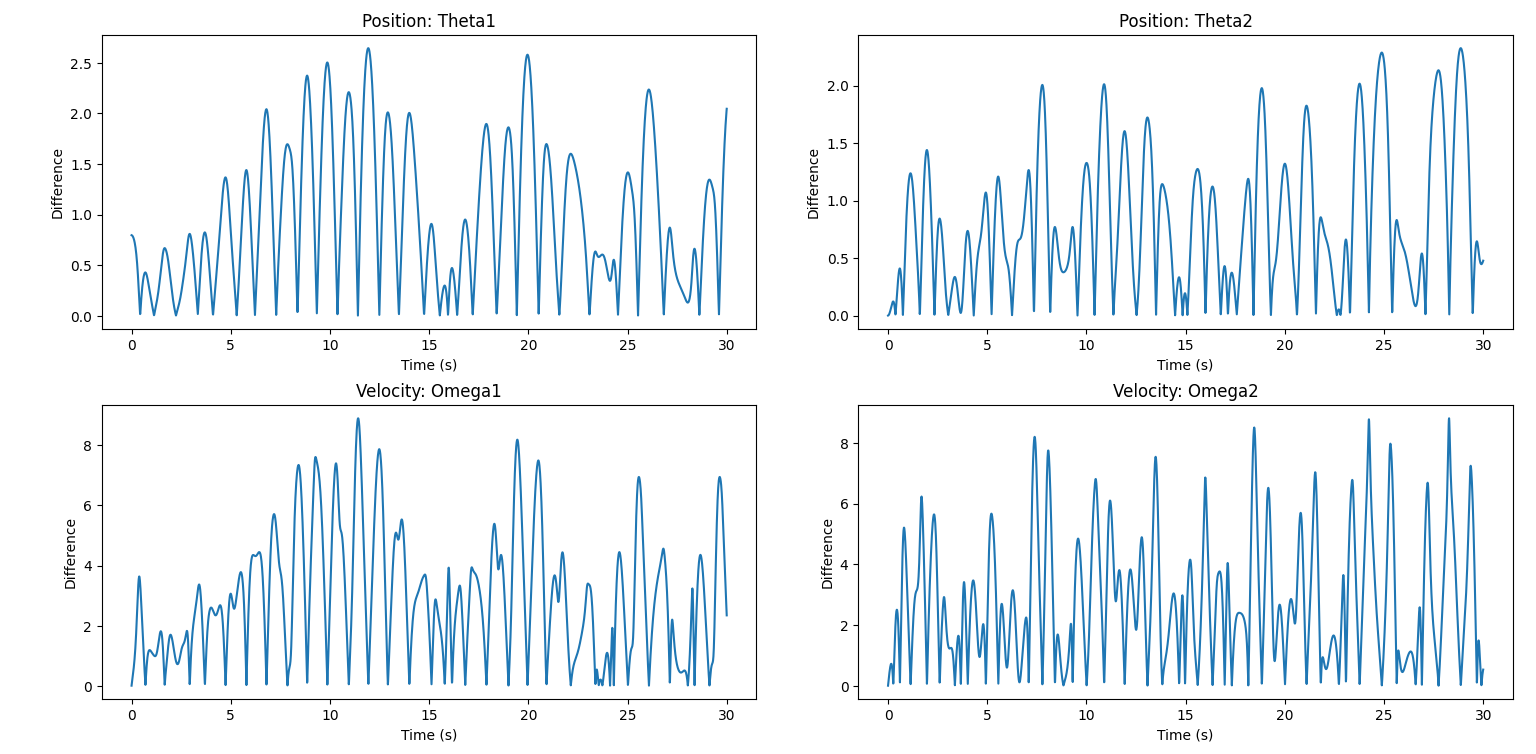 Position: Theta1
Difference
2.5
2.0
1.5
1.0
0.5
0.0
0 5 10 15 20 25 30
Time (s)
Position: Theta2
Difference
2.0
1.5
1.0
0.5
0.0
0 5 10 15 20 25 30
Time (s)
Velocity: Omega1
Difference
8
6
4
2
0
0 5 10 15 20 25 30
Time (s)
Velocity: Omega2
Difference
8
6
4
2
0
0 5 10 15 20 25 30
Time (s)